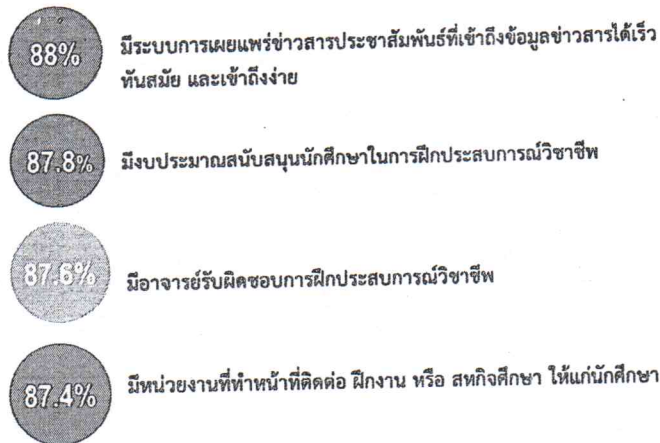 88%
มีระบบการเผยแพร่ข่าวสารประชาสัมพันธ์ที่เข้าถึงข้อมูลข่าวสารได้เร็ว
ทันสมัย และเข้าถึงง่าย
87.8%
มีงบประมาณสนับสนุนนักศึกษาในการฝึกประสบการณ์วิชาชีพ
87.6%
มีอาจารย์รับผิดชอบการฝึกประสบการณ์วิชาชีพ
87.4%
มีหน่วยงานที่ทำหน้าที่ติดต่อ ฝึกงาน หรือ สหกิจศึกษา ให้แก่นักศึกษา